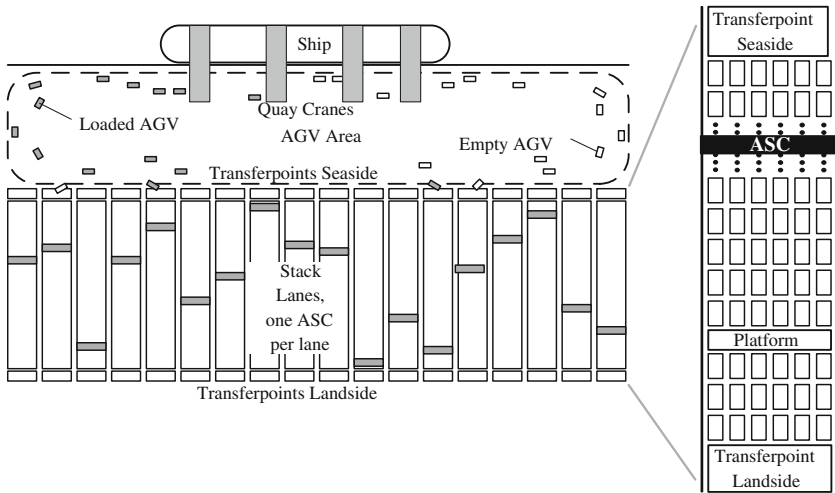 Ship
Quay Cranes
AGV Area
Loaded AGV
Empty AGV
Transferpoints Seaside
Stack
Lanes,
one ASC
per lane
Transferpoints Landside
Transferpoint
Seaside
ASC
Platform
Transferpoint
Landside